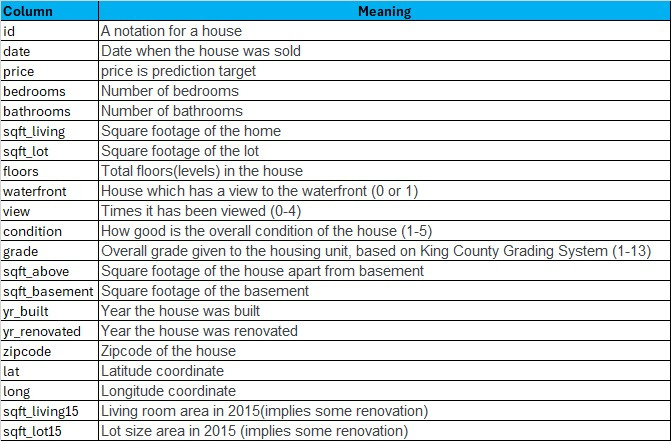 Column Meaning
id A notation for a house
date Date when the house was sold
price price is prediction target
bedrooms Number of bedrooms
bathrooms Number of bathrooms
sqft_living Square footage of the home
sqft_lot Square footage of the lot
floors Total floors(levels) in the house
waterfront House which has a view to the waterfront (0 or 1)
view Times it has been viewed (0-4)
condition How good is the overall condition of the house (1-5)
grade Overall grade given to the housing unit, based on King County Grading System (1-13)
sqft_above Square footage of the house apart from basement
sqft_basement Square footage of the basement
yr_built Year the house was built
yr_renovated Year the house was renovated
zipcode Zipcode of the house
lat Latitude coordinate
long Longitude coordinate
sqft_living15 Living room area in 2015(implies some renovation)
sqft_lot15 Lot size area in 2015 (implies some renovation)